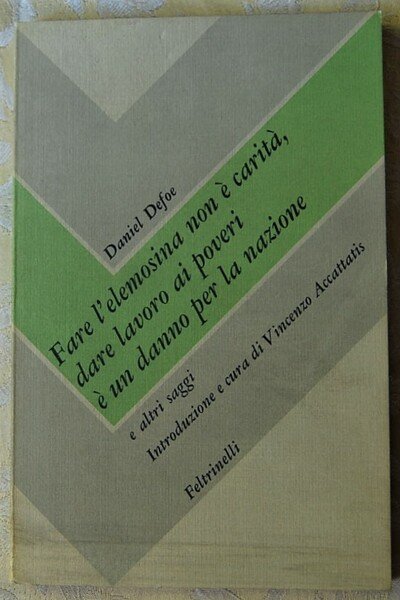 Daniel Defoe
Fare l'elemosina non è carità,
dare lavoro ai poveri
è un danno per la nazione
e altri saggi
Introduzione e cura di Vincenzo Accattatis
Feltrinelli